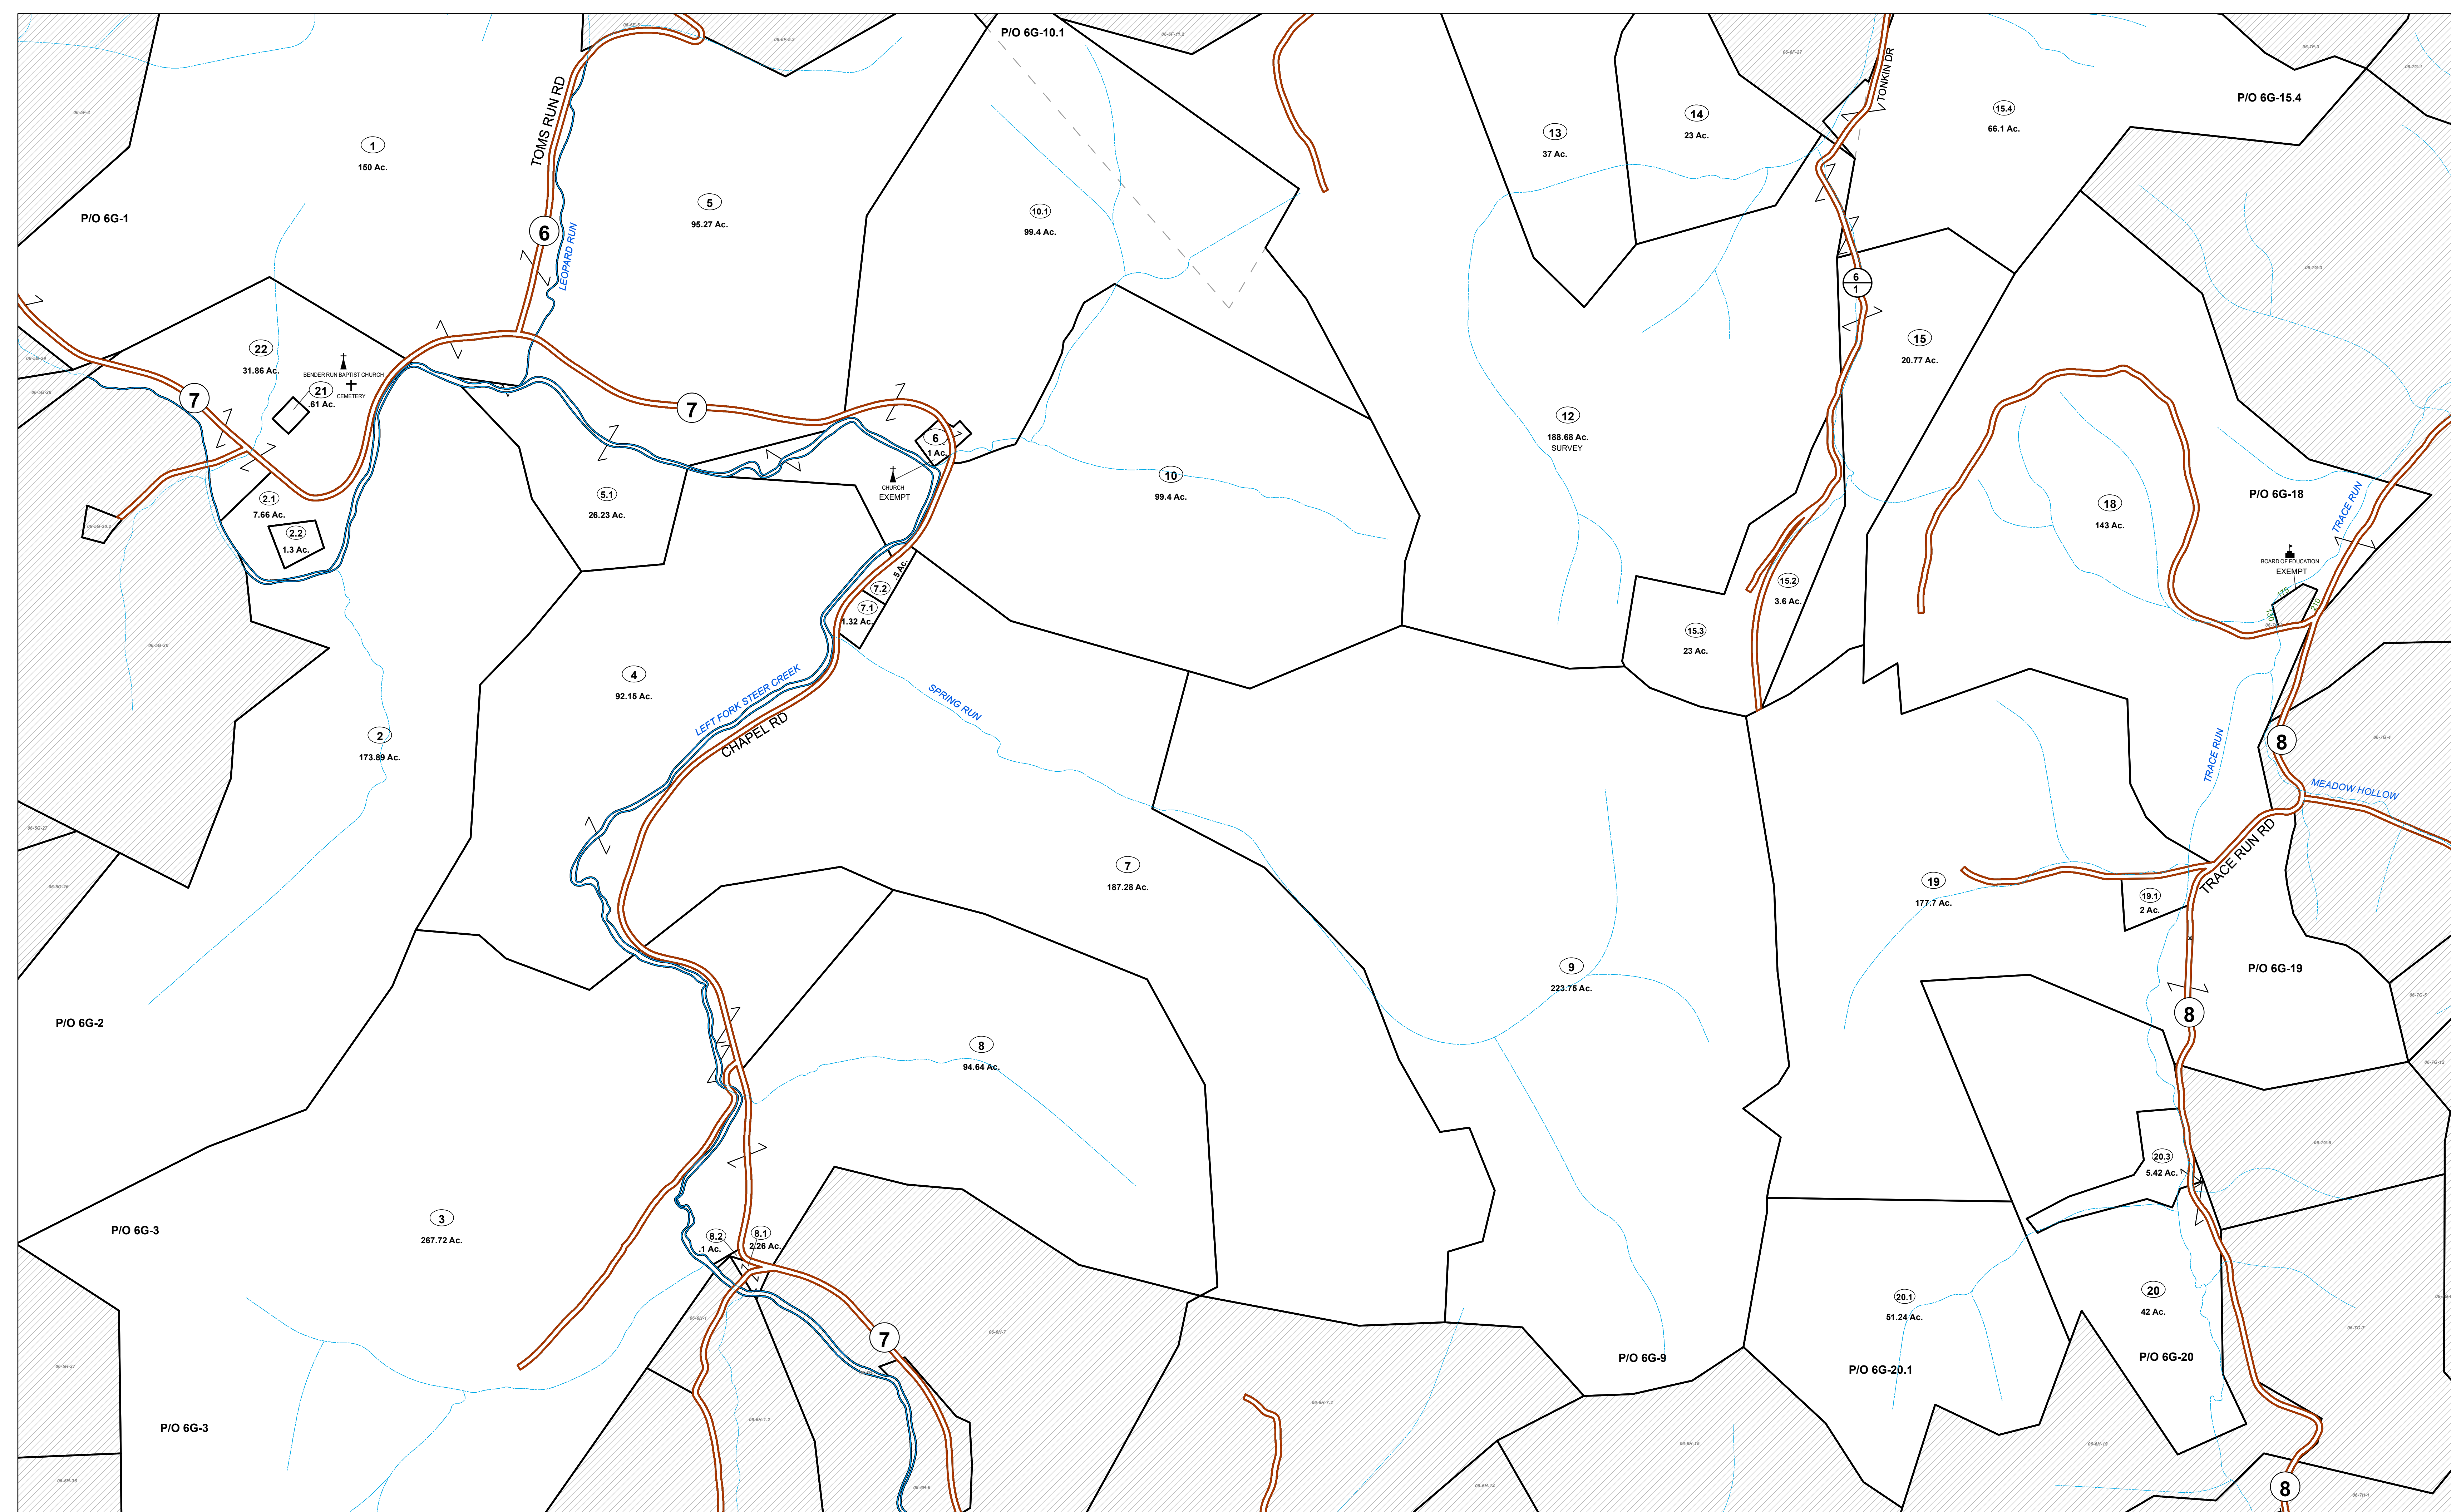 P/O 6G-10.1
06-6F-5.2
TONKIN DR
TOMS RUN RD
P/O 6G-15.4
15.4
66.1 Ac.
14
23 Ac.
13
37 Ac.
1
150 Ac.
P/O 6G-1
5
95.27 Ac.
10.1
99.4 Ac.
6
LEOPARD RUN
6
1
15
20.77 Ac.
22
31.86 Ac.
BENDER RUN BAPTIST CHURCH
CEMETERY
21
.61 Ac.
7
7
12
188.68 Ac.
SURVEY
6
1 Ac.
CHURCH
EXEMPT
10
99.4 Ac.
5.1
26.23 Ac.
2.1
7.66 Ac.
2.2
1.3 Ac.
18
143 Ac.
P/O 6G-18
TRACE RUN
BOARD OF EDUCATION
EXEMPT
175
130
210
7.2
.5 Ac.
7.1
1.32 Ac.
15.2
3.6 Ac.
15.3
23 Ac.
4
92.15 Ac.
LEFT FORK STEER CREEK
CHAPEL RD
SPRING RUN
2
173.89 Ac.
8
TRACE RUN
MEADOW HOLLOW
TRACE RUN RD
7
187.28 Ac.
19
177.7 Ac.
19.1
2 Ac.
9
223.75 Ac.
P/O 6G-19
8
P/O 6G-2
8
94.64 Ac.
20.3
5.42 Ac.
3
267.72 Ac.
P/O 6G-3
8.2
.1 Ac.
8.1
2.26 Ac.
20.1
51.24 Ac.
20
42 Ac.
7
P/O 6G-9
P/O 6G-20.1
P/O 6G-20
P/O 6G-3
8